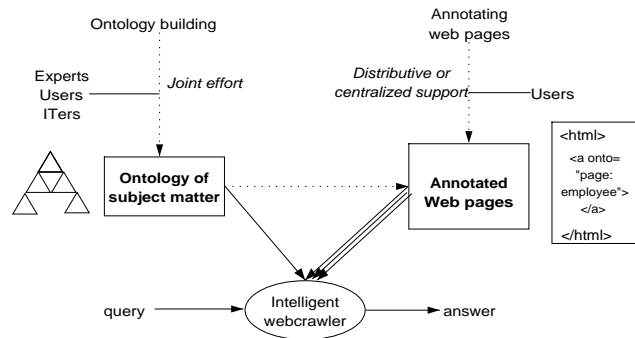 Ontology building
Annotating
web pages
Experts
Users
ITers
Joint effort
Distributive or
centralized support
Users
Ontology of
subject matter
Annotated
Web pages
<html>
<a onto=
"page:
employee">
</a>
</html>
query
Intelligent
webcrawler
answer